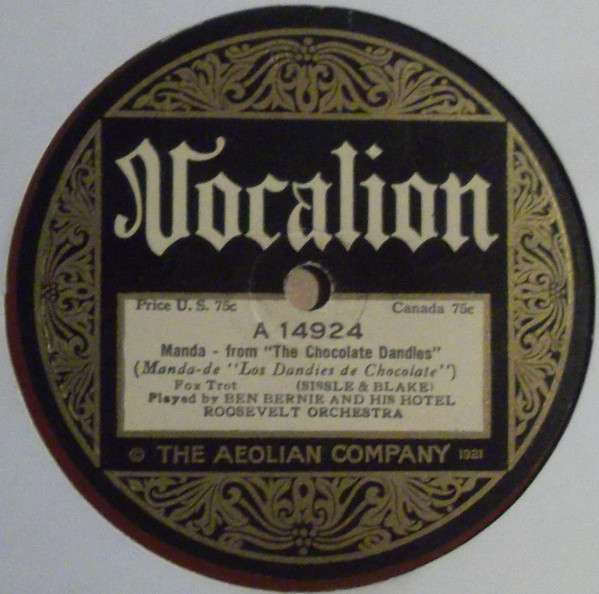 Vocalion
Price U. S. 75c Canada 75c
A 14924
Manda - from "The Chocolate Dandies"
(Manda-de "Los Dandies de Chocolate")
Fox Trot (SISSLE & BLAKE)
Played by BEN BERNIE AND HIS HOTEL
ROOSEVELT ORCHESTRA
© THE AEOLIAN COMPANY 1921